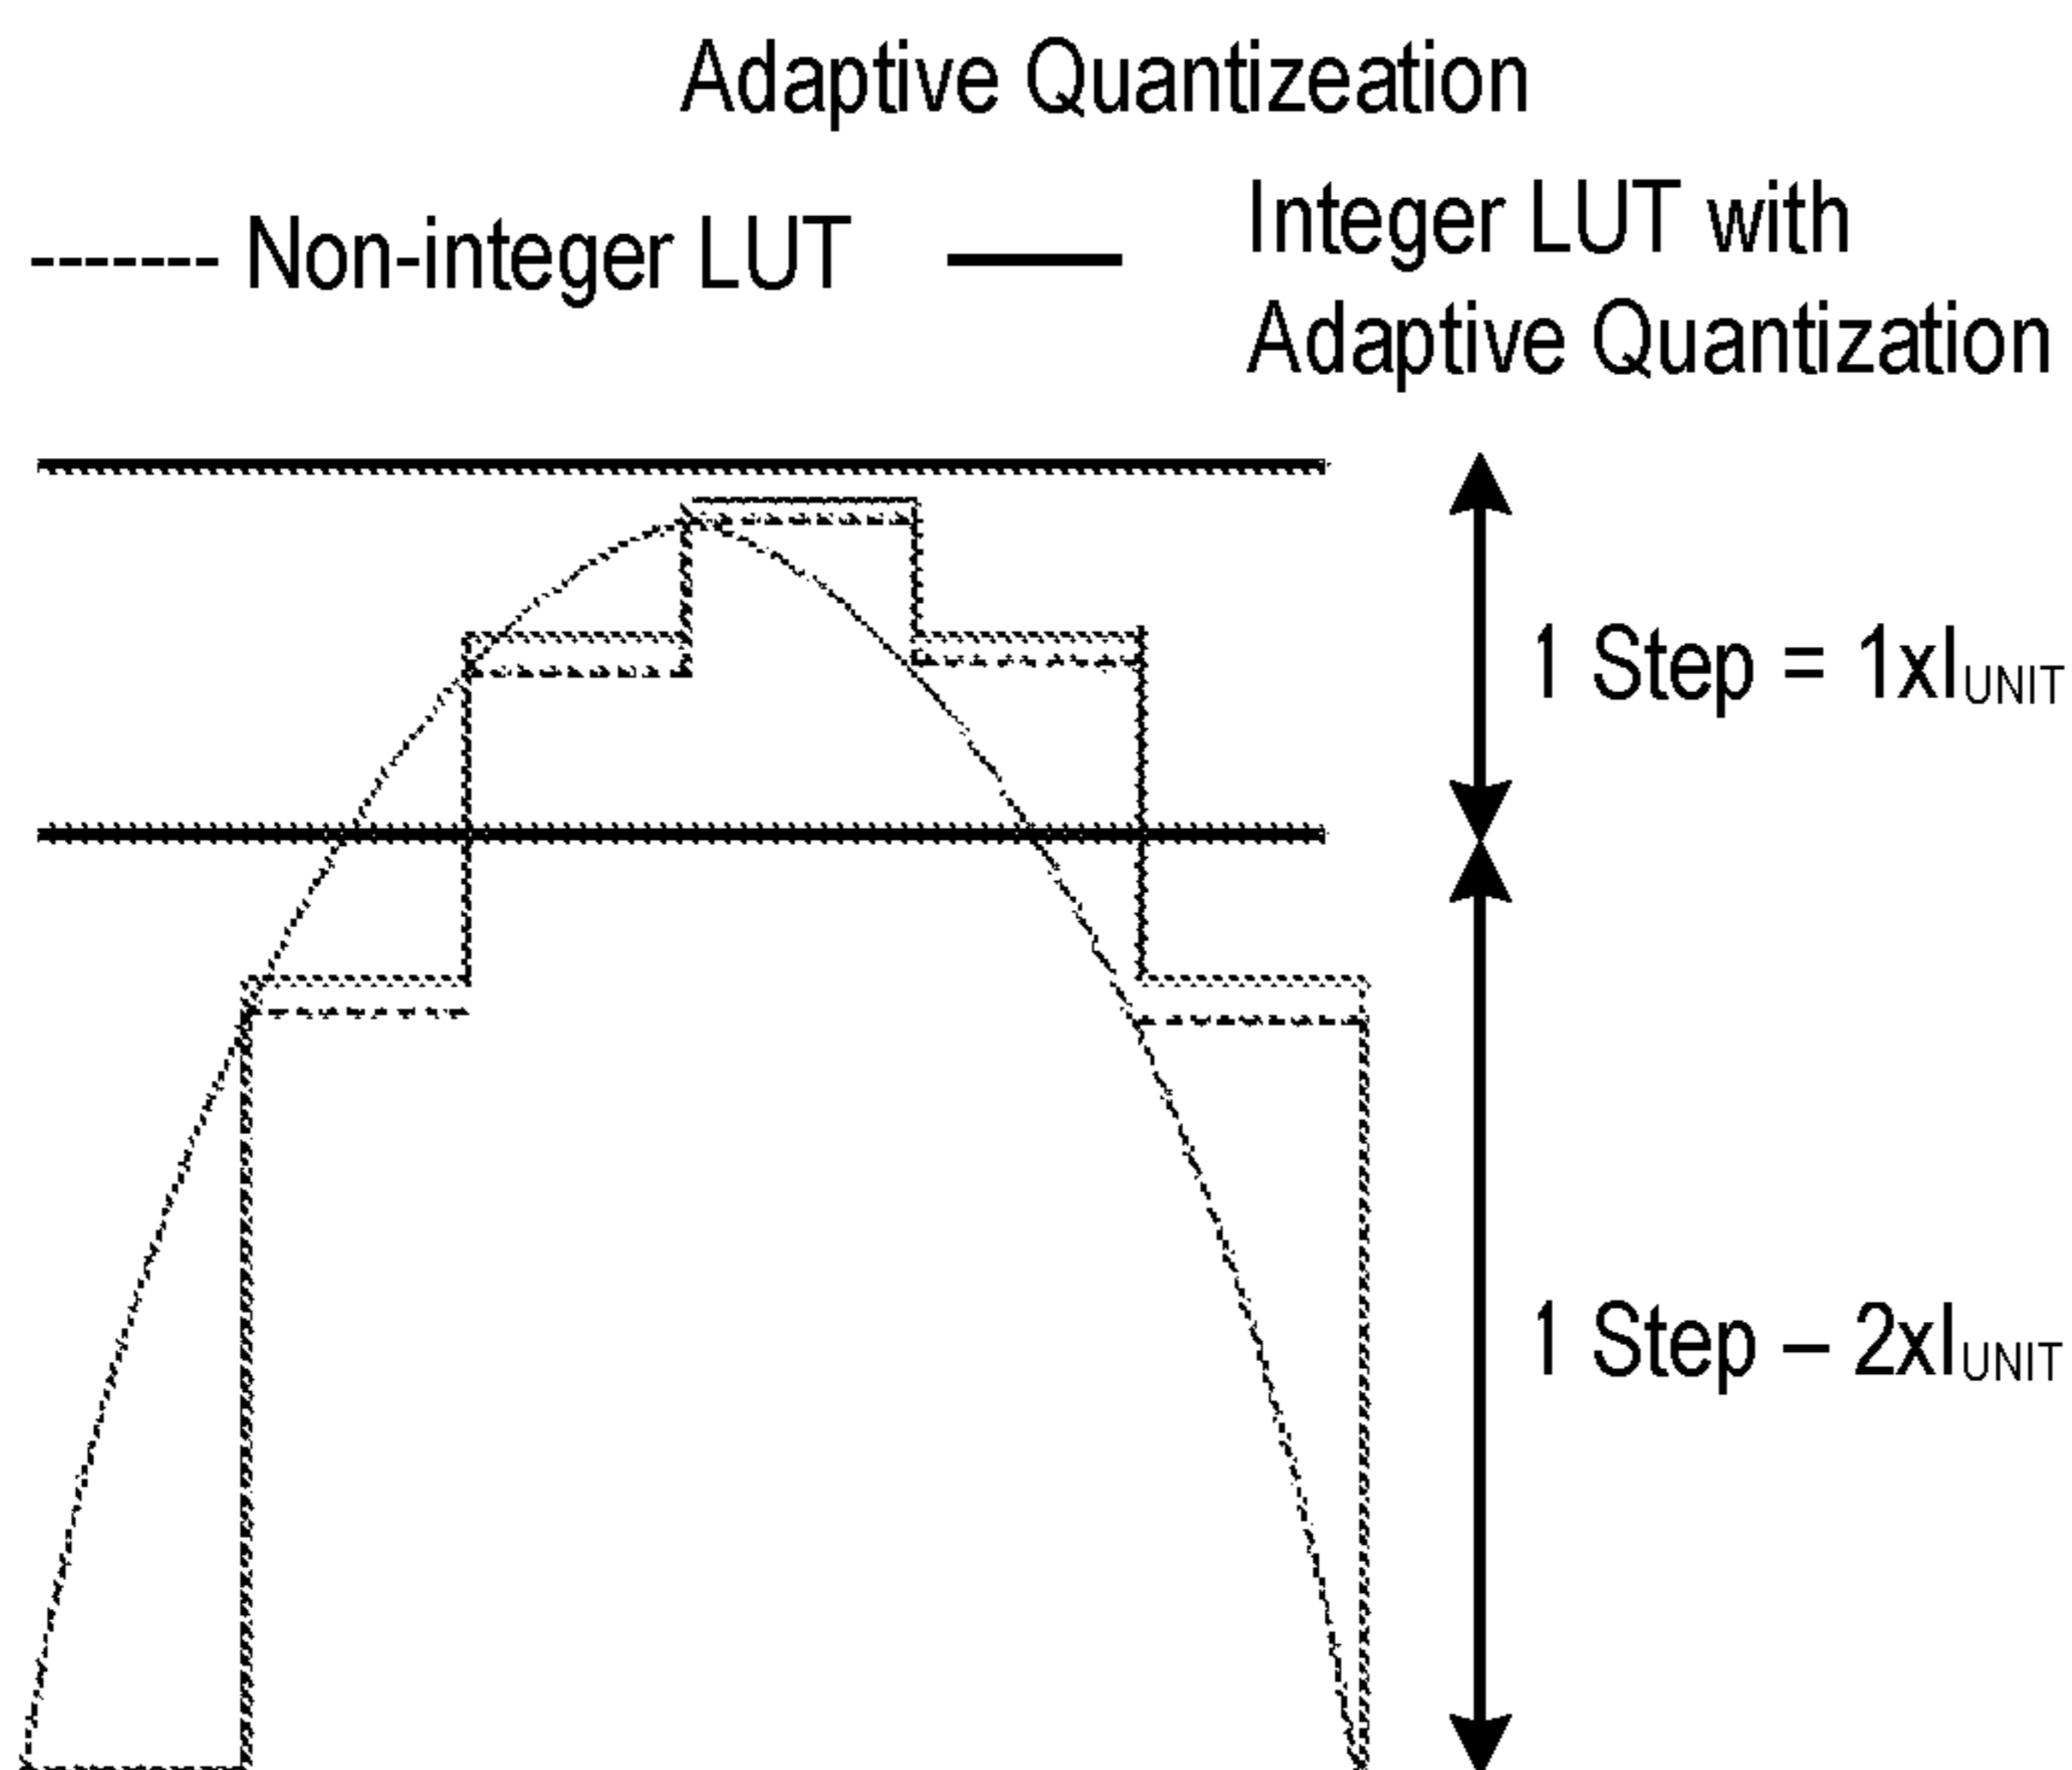 Adaptive Quantizeation
Non-integer LUT
Integer LUT with
Adaptive Quantization
1 Step = 1xIUNIT
1 Step – 2xIUNIT